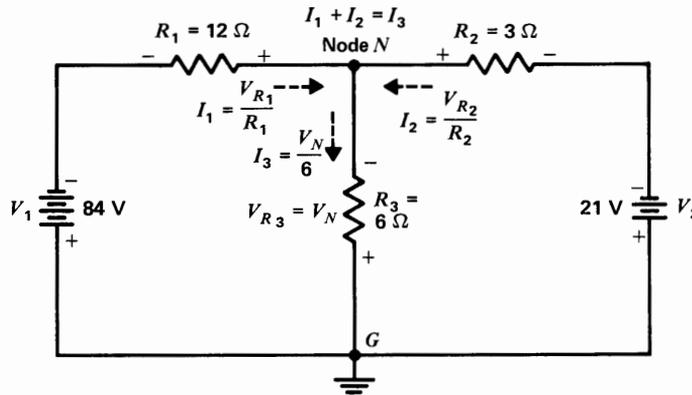 I₁ + I₂ = I₃
R₁ = 12 Ω
Node N
R₂ = 3 Ω
− + + −
I₁ = V_R₁/R₁
I₂ = V_R₂/R₂
I₃ = V_N/6
−
V₁ − 84 V +
V_R₃ = V_N
R₃ = 6 Ω
21 V − + V
+
G